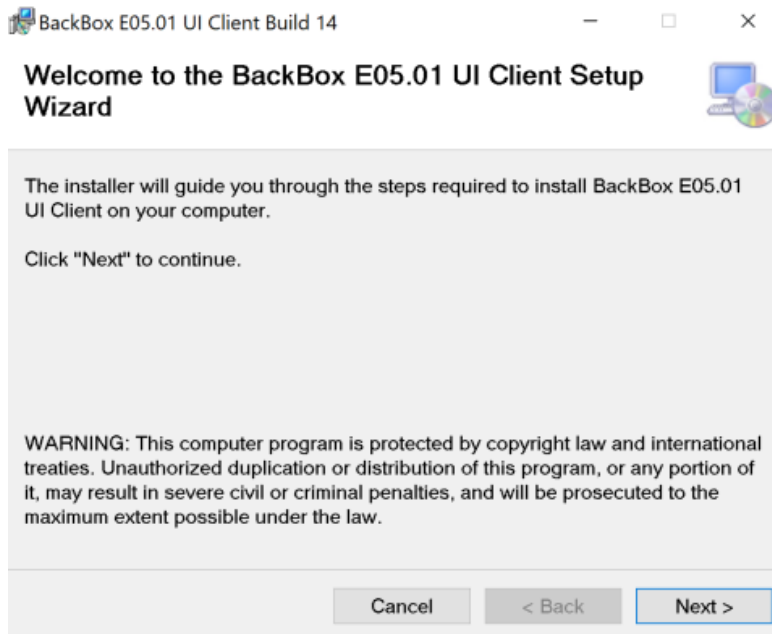 BackBox E05.01 UI Client Build 14
Welcome to the BackBox E05.01 UI Client Setup
Wizard
The installer will guide you through the steps required to install BackBox E05.01
UI Client on your computer.
Click "Next" to continue.
WARNING: This computer program is protected by copyright law and international
treaties. Unauthorized duplication or distribution of this program, or any portion of
it, may result in severe civil or criminal penalties, and will be prosecuted to the
maximum extent possible under the law.
Cancel
< Back
Next >